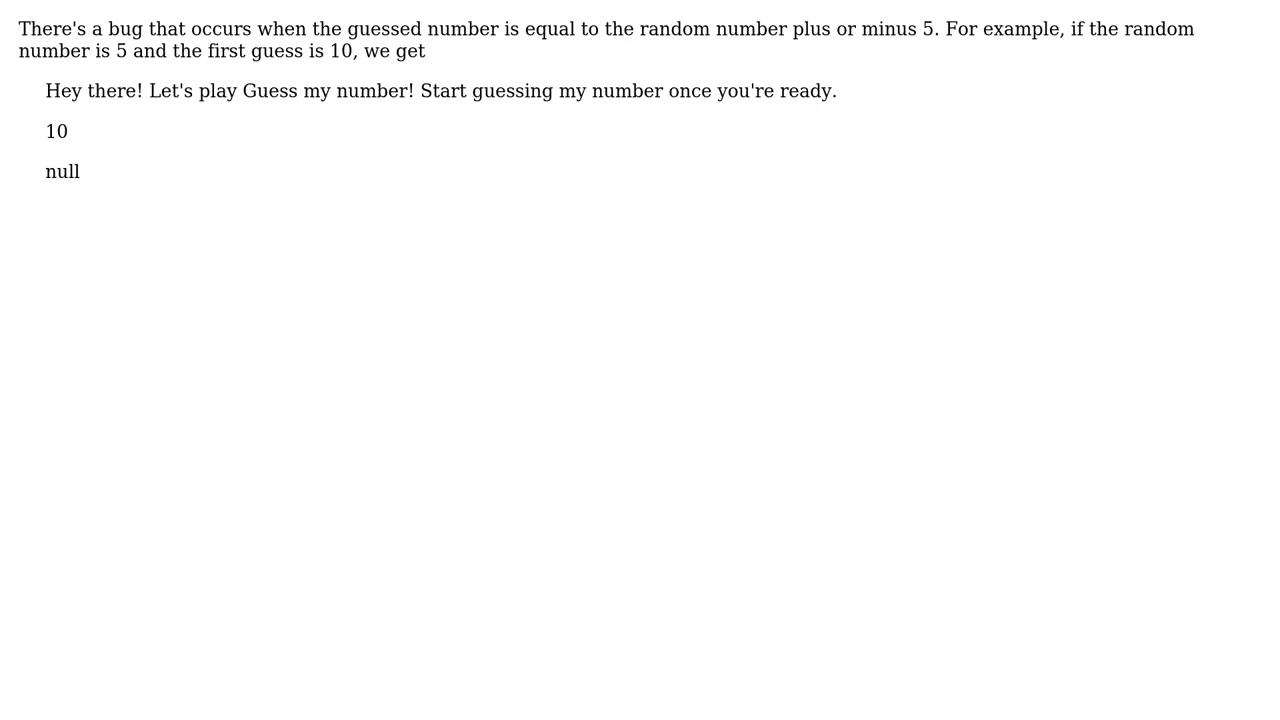 There's a bug that occurs when the guessed number is equal to the random number plus or minus 5. For example, if the random
number is 5 and the first guess is 10, we get
Hey there! Let's play Guess my number! Start guessing my number once you're ready.
10
null